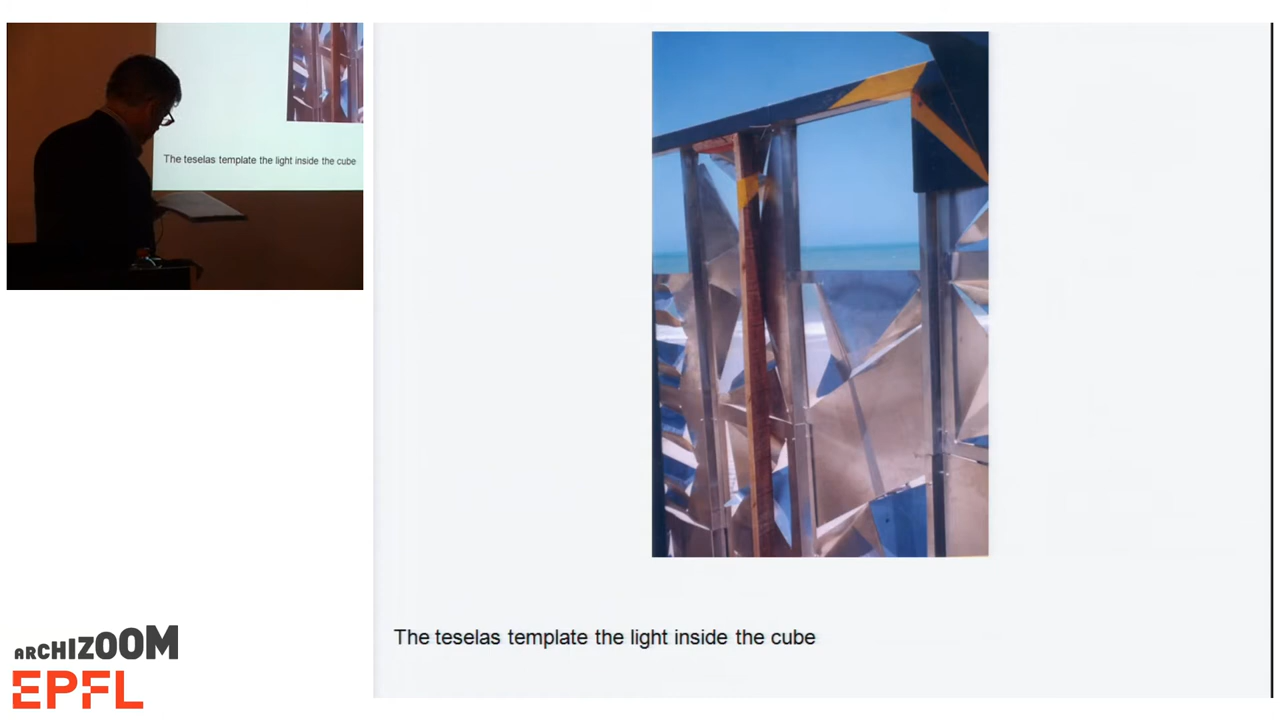 The teselas template the light inside the cube
The teselas template the light inside the cube
ARCHIZOOM
EPFL